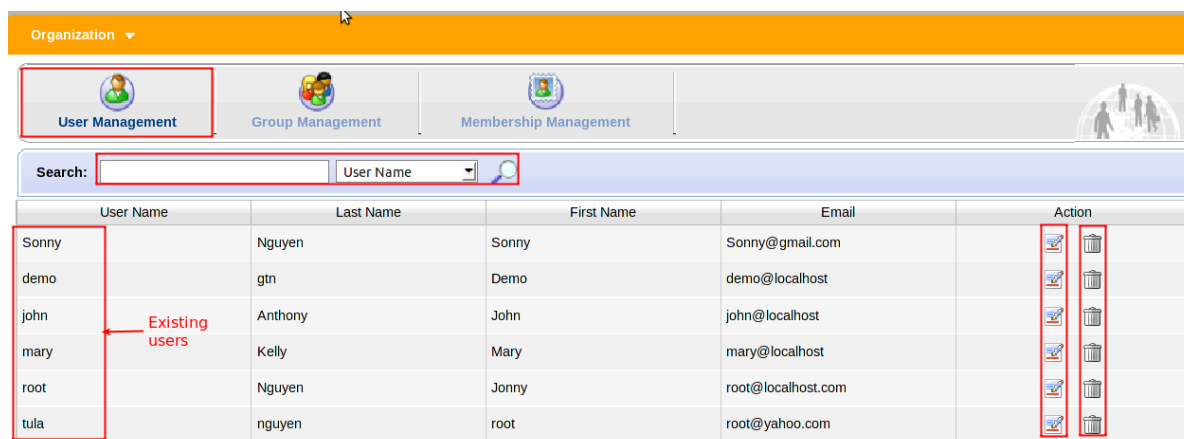 Organization
User Management Group Management Membership Management
Search: User Name
User Name Last Name First Name Email Action
Sonny Nguyen Sonny Sonny@gmail.com
demo gtn Demo demo@localhost
john Anthony John john@localhost
Existing
users
mary Kelly Mary mary@localhost
root Nguyen Jonny root@localhost.com
tula nguyen root root@yahoo.com